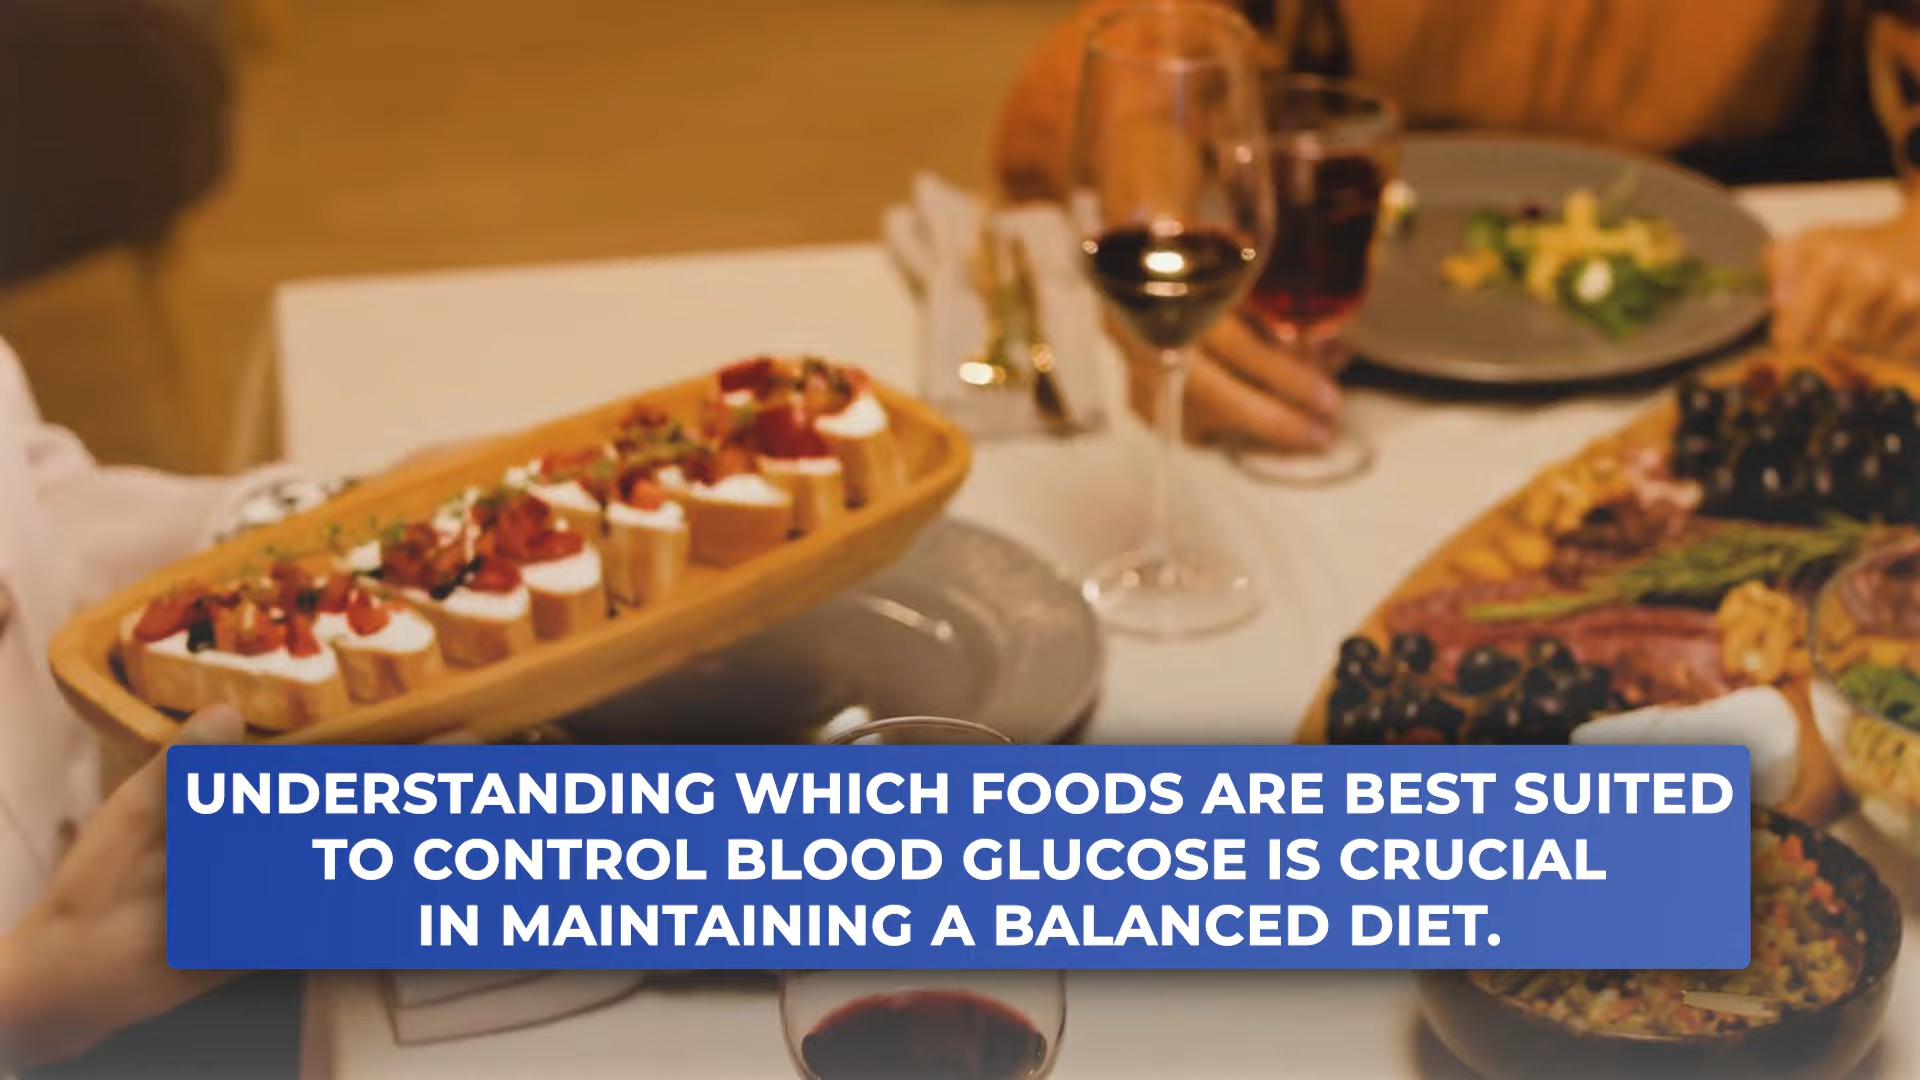 UNDERSTANDING WHICH FOODS ARE BEST SUITED
TO CONTROL BLOOD GLUCOSE IS CRUCIAL
IN MAINTAINING A BALANCED DIET.